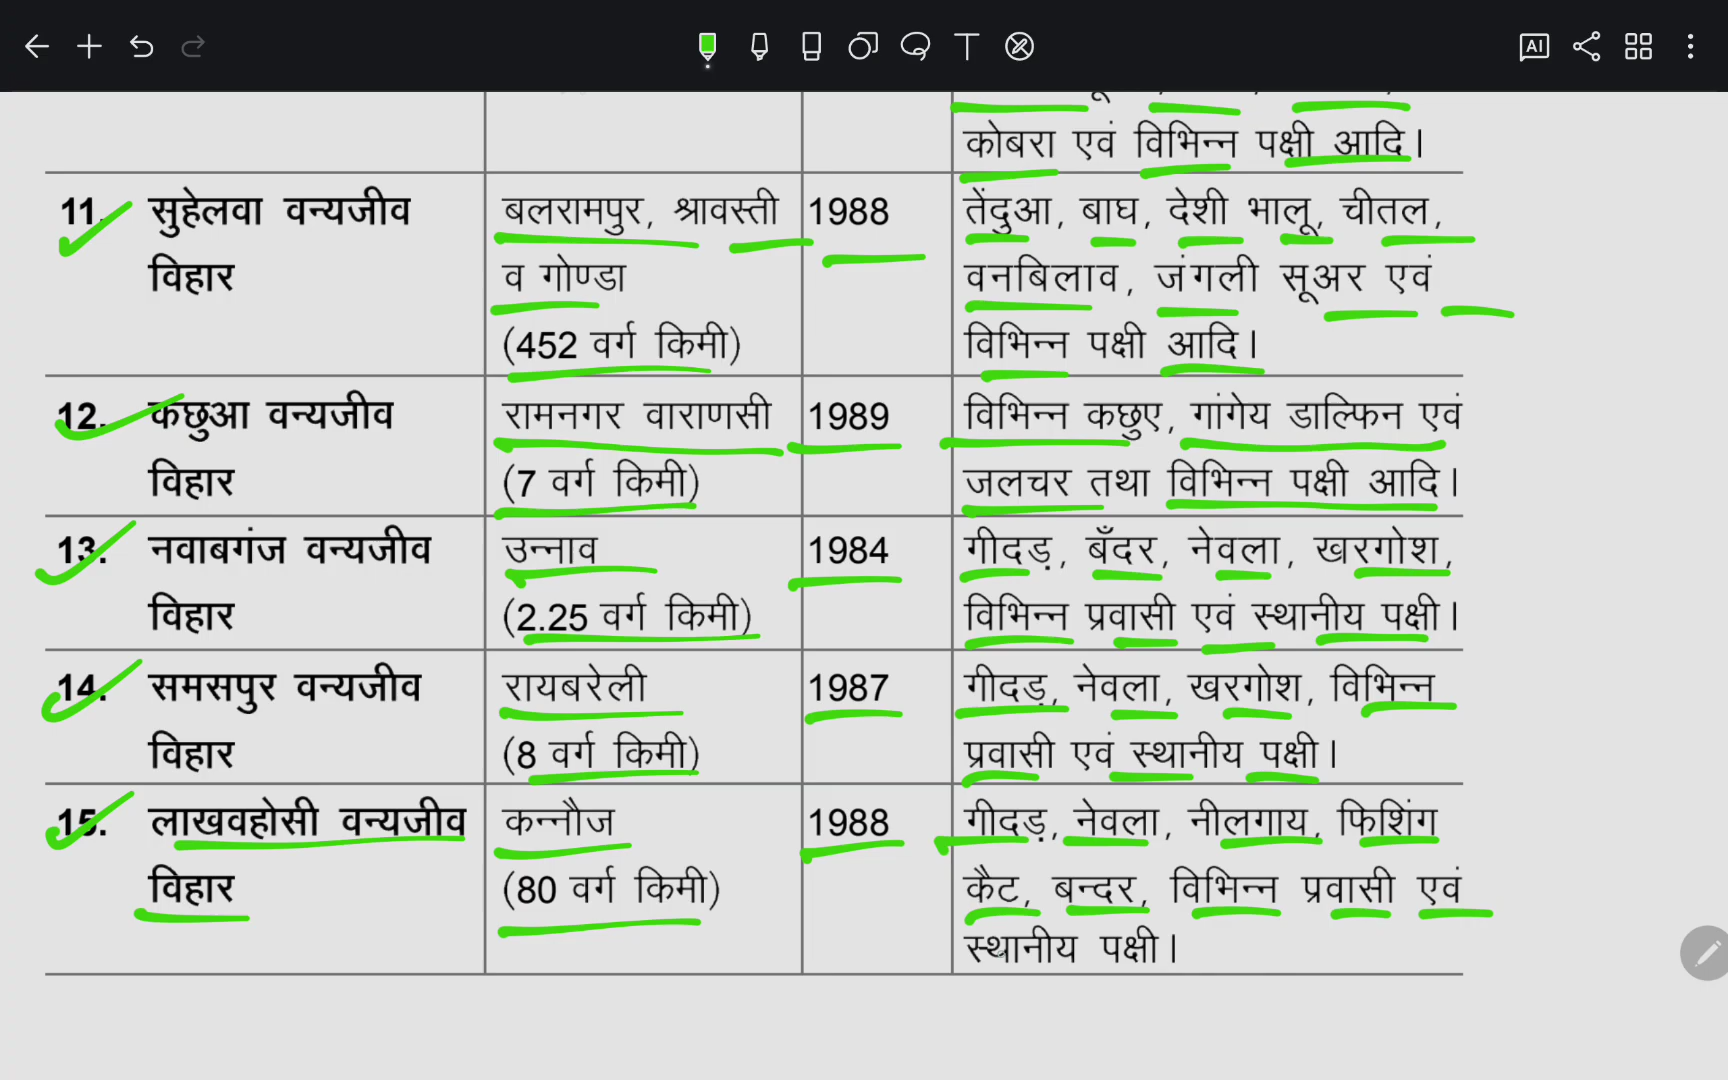 AI
कोबरा एवं विभिन्न पक्षी आदि।
11. सुहेलवा वन्यजीव विहार
बलरामपुर, श्रावस्ती व गोण्डा (452 वर्ग किमी)
1988
तेंदुआ, बाघ, देशी भालू, चीतल,
वनबिलाव, जंगली सूअर एवं
विभिन्न पक्षी आदि।
12. कछुआ वन्यजीव विहार
रामनगर वाराणसी
(7 वर्ग किमी)
1989
विभिन्न कछुए, गांगेय डाल्फिन एवं
जलचर तथा विभिन्न पक्षी आदि।
13. नवाबगंज वन्यजीव विहार
उन्नाव
(2.25 वर्ग किमी)
1984
गीदड़, बँदर, नेवला, खरगोश,
विभिन्न प्रवासी एवं स्थानीय पक्षी।
14. समसपुर वन्यजीव विहार
रायबरेली
(8 वर्ग किमी)
1987
गीदड़, नेवला, खरगोश, विभिन्न
प्रवासी एवं स्थानीय पक्षी।
15. लाखवहोसी वन्यजीव विहार
कन्नौज
(80 वर्ग किमी)
1988
गीदड़, नेवला, नीलगाय, फिशिंग
कैट, बन्दर, विभिन्न प्रवासी एवं
स्थानीय पक्षी।